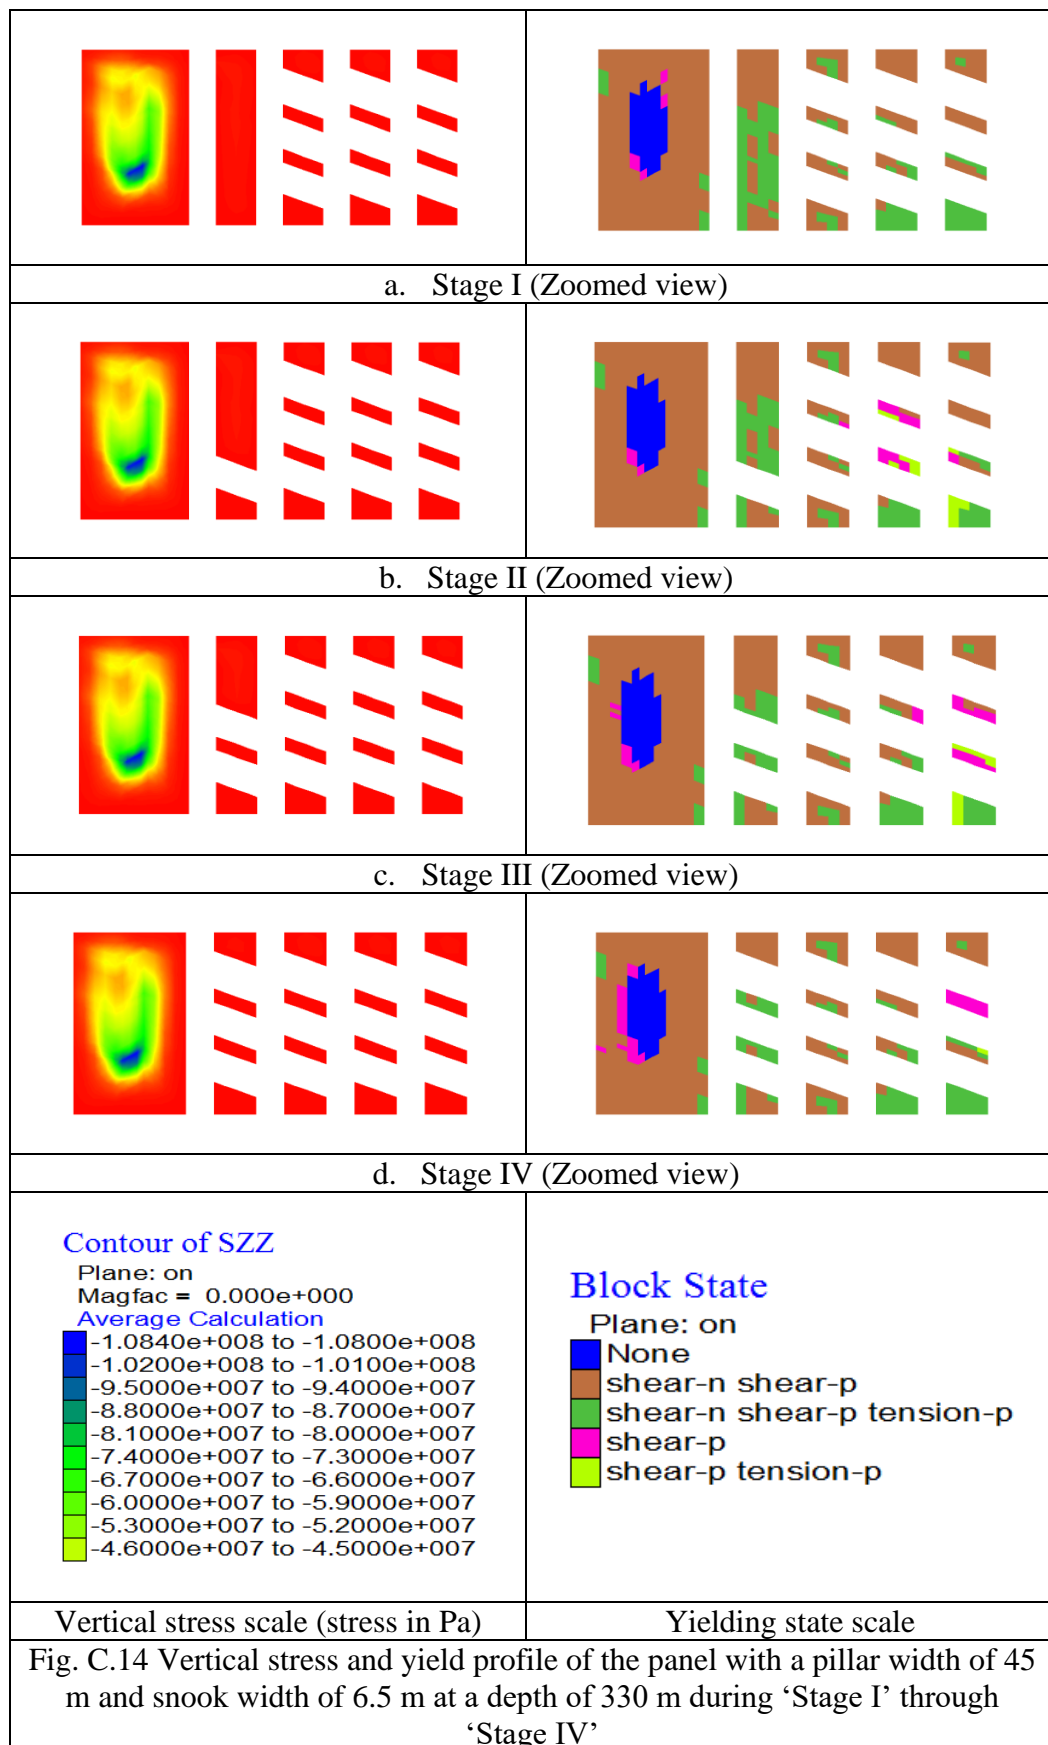 a. Stage I (Zoomed view)
b. Stage II (Zoomed view)
c. Stage III (Zoomed view)
d. Stage IV (Zoomed view)
Contour of SZZ
Plane: on
Magfac = 0.000e+000
Average Calculation
-1.0840e+008 to -1.0800e+008
-1.0200e+008 to -1.0100e+008
-9.5000e+007 to -9.4000e+007
-8.8000e+007 to -8.7000e+007
-8.1000e+007 to -8.0000e+007
-7.4000e+007 to -7.3000e+007
-6.7000e+007 to -6.6000e+007
-6.0000e+007 to -5.9000e+007
-5.3000e+007 to -5.2000e+007
-4.6000e+007 to -4.5000e+007
Block State
Plane: on
None
shear-n shear-p
shear-n shear-p tension-p
shear-p
shear-p tension-p
Vertical stress scale (stress in Pa)
Yielding state scale
Fig. C.14 Vertical stress and yield profile of the panel with a pillar width of 45
m and snook width of 6.5 m at a depth of 330 m during ‘Stage I’ through
‘Stage IV’